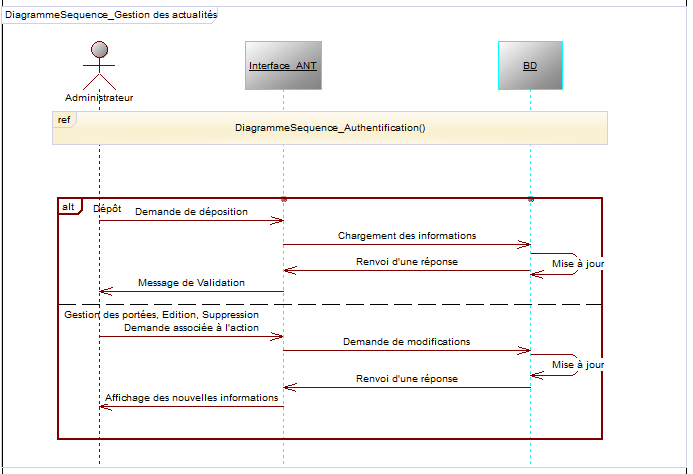 DiagrammeSequence_Gestion des actualités
Interface_ANT
BD
Administrateur
ref
DiagrammeSequence_Authentification()
alt
Dépôt
Demande de déposition
Chargement des informations
Renvoi d'une réponse
Mise à jour
Message de Validation
Gestion des portées, Edition, Suppression
Demande associée à l'action
Demande de modifications
Mise à jour
Renvoi d'une réponse
Affichage des nouvelles informations